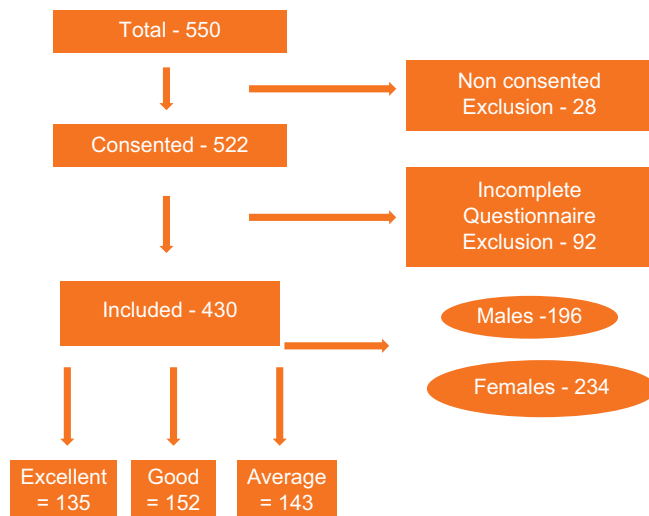 Total - 550
Non consented
Exclusion - 28
Consented - 522
Incomplete
Questionnaire
Exclusion - 92
Included - 430
Males -196
Females - 234
Excellent
= 135
Good
= 152
Average
= 143